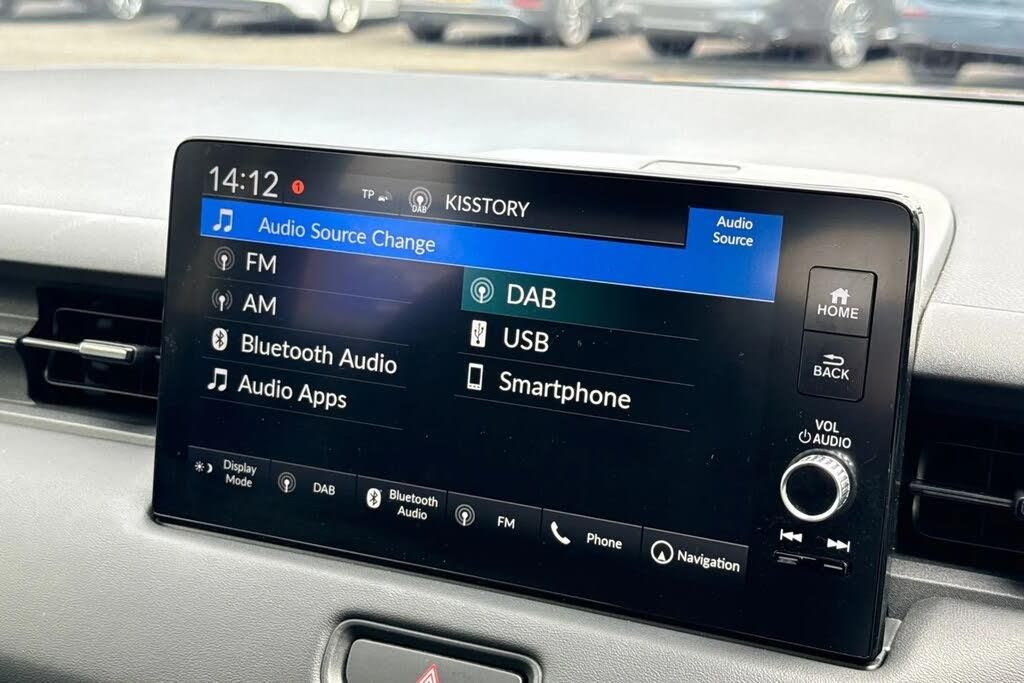 14:12 1 TP DAB KISSTORY
Audio Source Change
Audio
Source
FM
DAB
AM
USB
Bluetooth Audio
Smartphone
Audio Apps
Display
Mode
DAB
Bluetooth
Audio
FM
Phone
Navigation
HOME
BACK
VOL
AUDIO